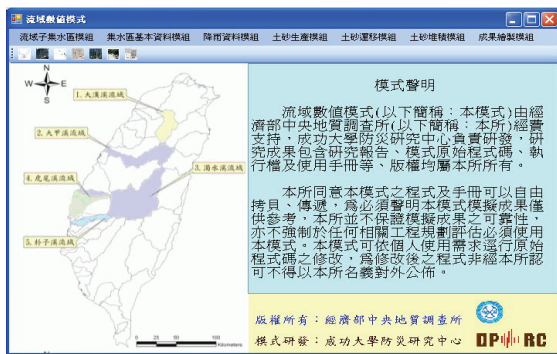 流域數值模式
流域子集水區模組 集水區基本資料模組 降雨資料模組 土砂生產模組 土砂運移模組 土砂堆積模組 成果繪製模組
N
W E
S
1. 大漢溪流域
2. 大甲溪流域
3. 濁水溪流域
4. 虎尾溪流域
5. 朴子溪流域
Kilometers
模式聲明
流域數值模式(以下簡稱：本模式)由經
濟部中央地質調查所(以下簡稱：本所)經費
支持，成功大學防災研究中心負責研發，研
究成果包含研究報告、模式原始程式碼、執
行檔及使用手冊等、版權均屬本所所有。
本所同意本模式之程式及手冊可以自由
拷貝、傳遞，爲必須聲明本模式模擬成果僅
供參考，本所並不保證模擬成果之可靠性，
亦不強制於任何相關工程規劃評估必須使用
本模式。本模式可依個人使用需求逕行原始
程式碼之修改，爲修改後之程式非經本所認
可不得以本所名義對外公佈。
版權所有：經濟部中央地質調查所
模式研發：成功大學防災研究中心
DPRC